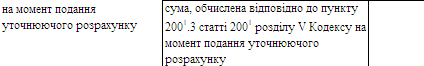 на момент подання
уточнюючого розрахунку
сума, обчислена відповідно до пункту
200¹.3 статті 200¹ розділу V Кодексу на
момент подання уточнюючого
розрахунку